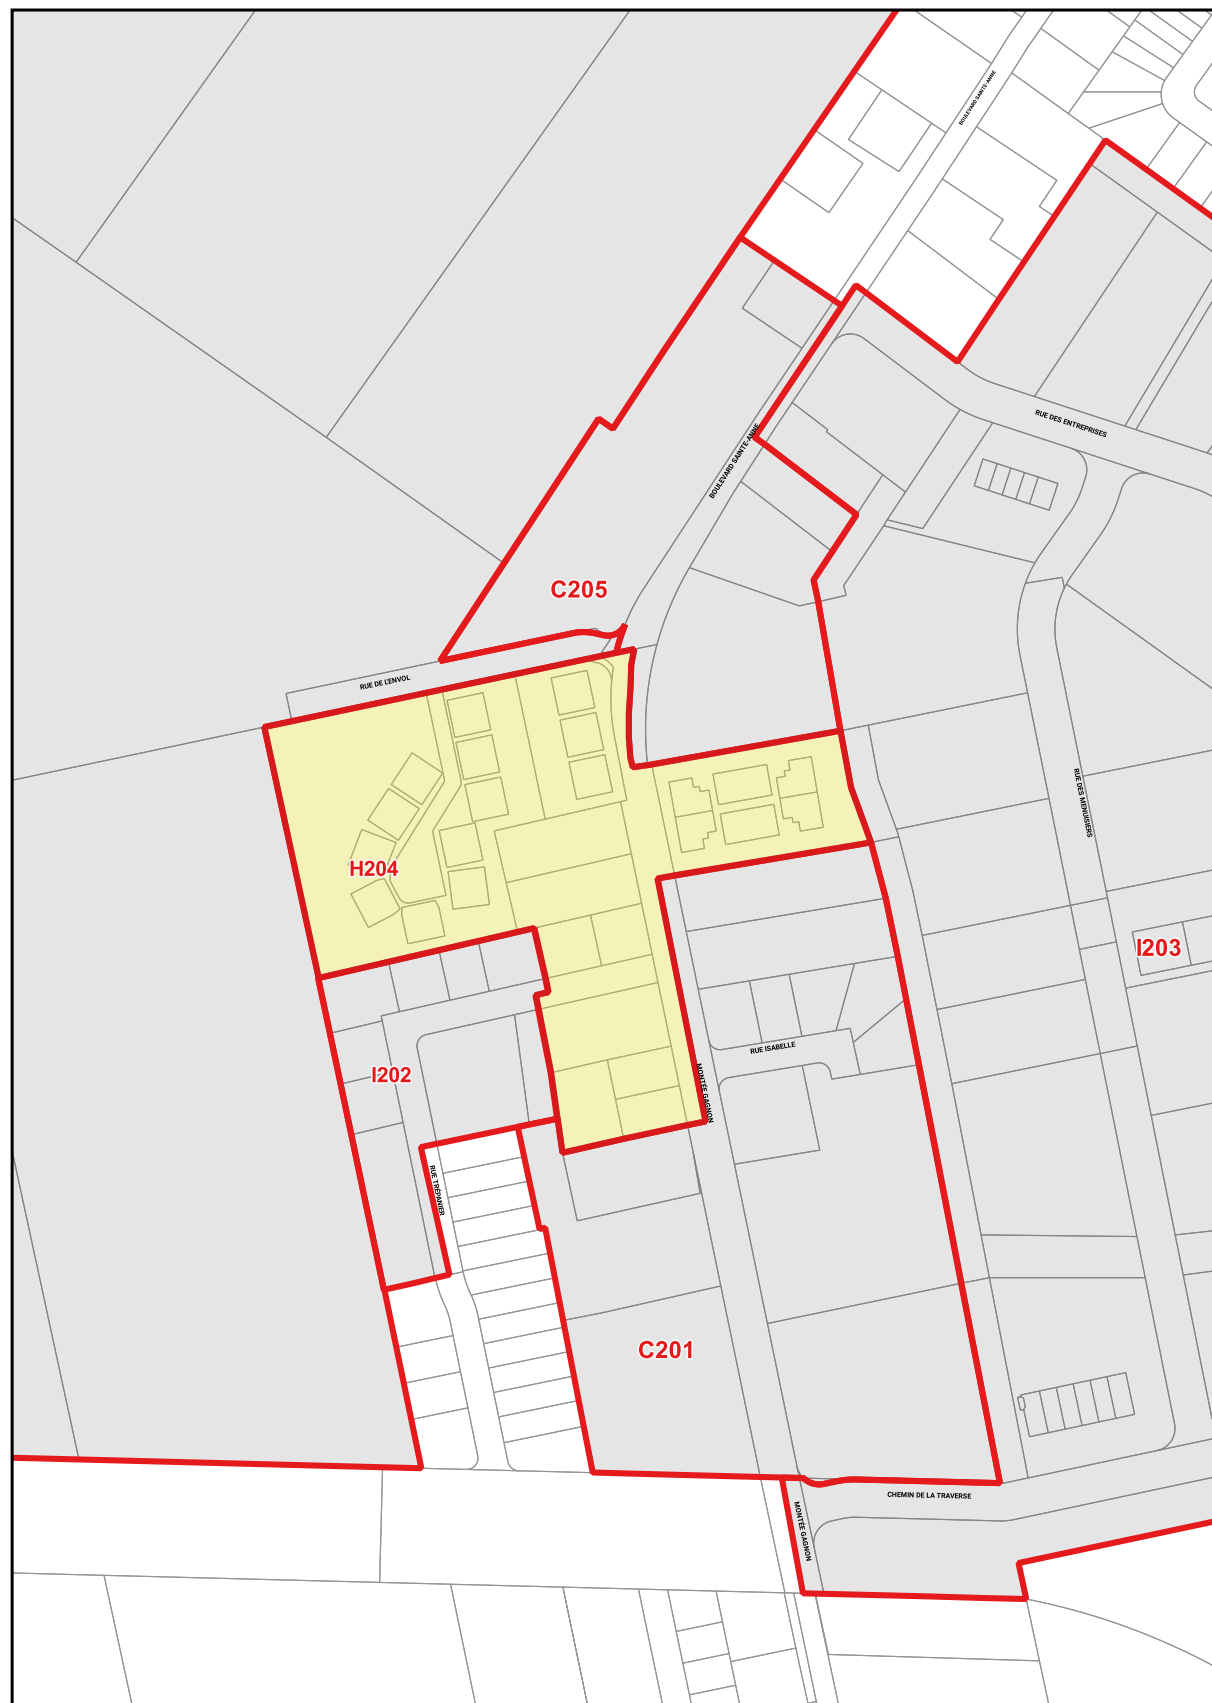 BOULEVARD SAINTE-ANNE
RUE DES ENTREPRISES
BOULEVARD SAINTE-ANNE
C205
RUE DE L'ENVOL
RUE DES MENUISIERS
H204
I203
RUE ISABELLE
I202
MONTÉE GAGNON
RUE TRÉPANIER
C201
CHEMIN DE LA TRAVERSE
MONTÉE GAGNON